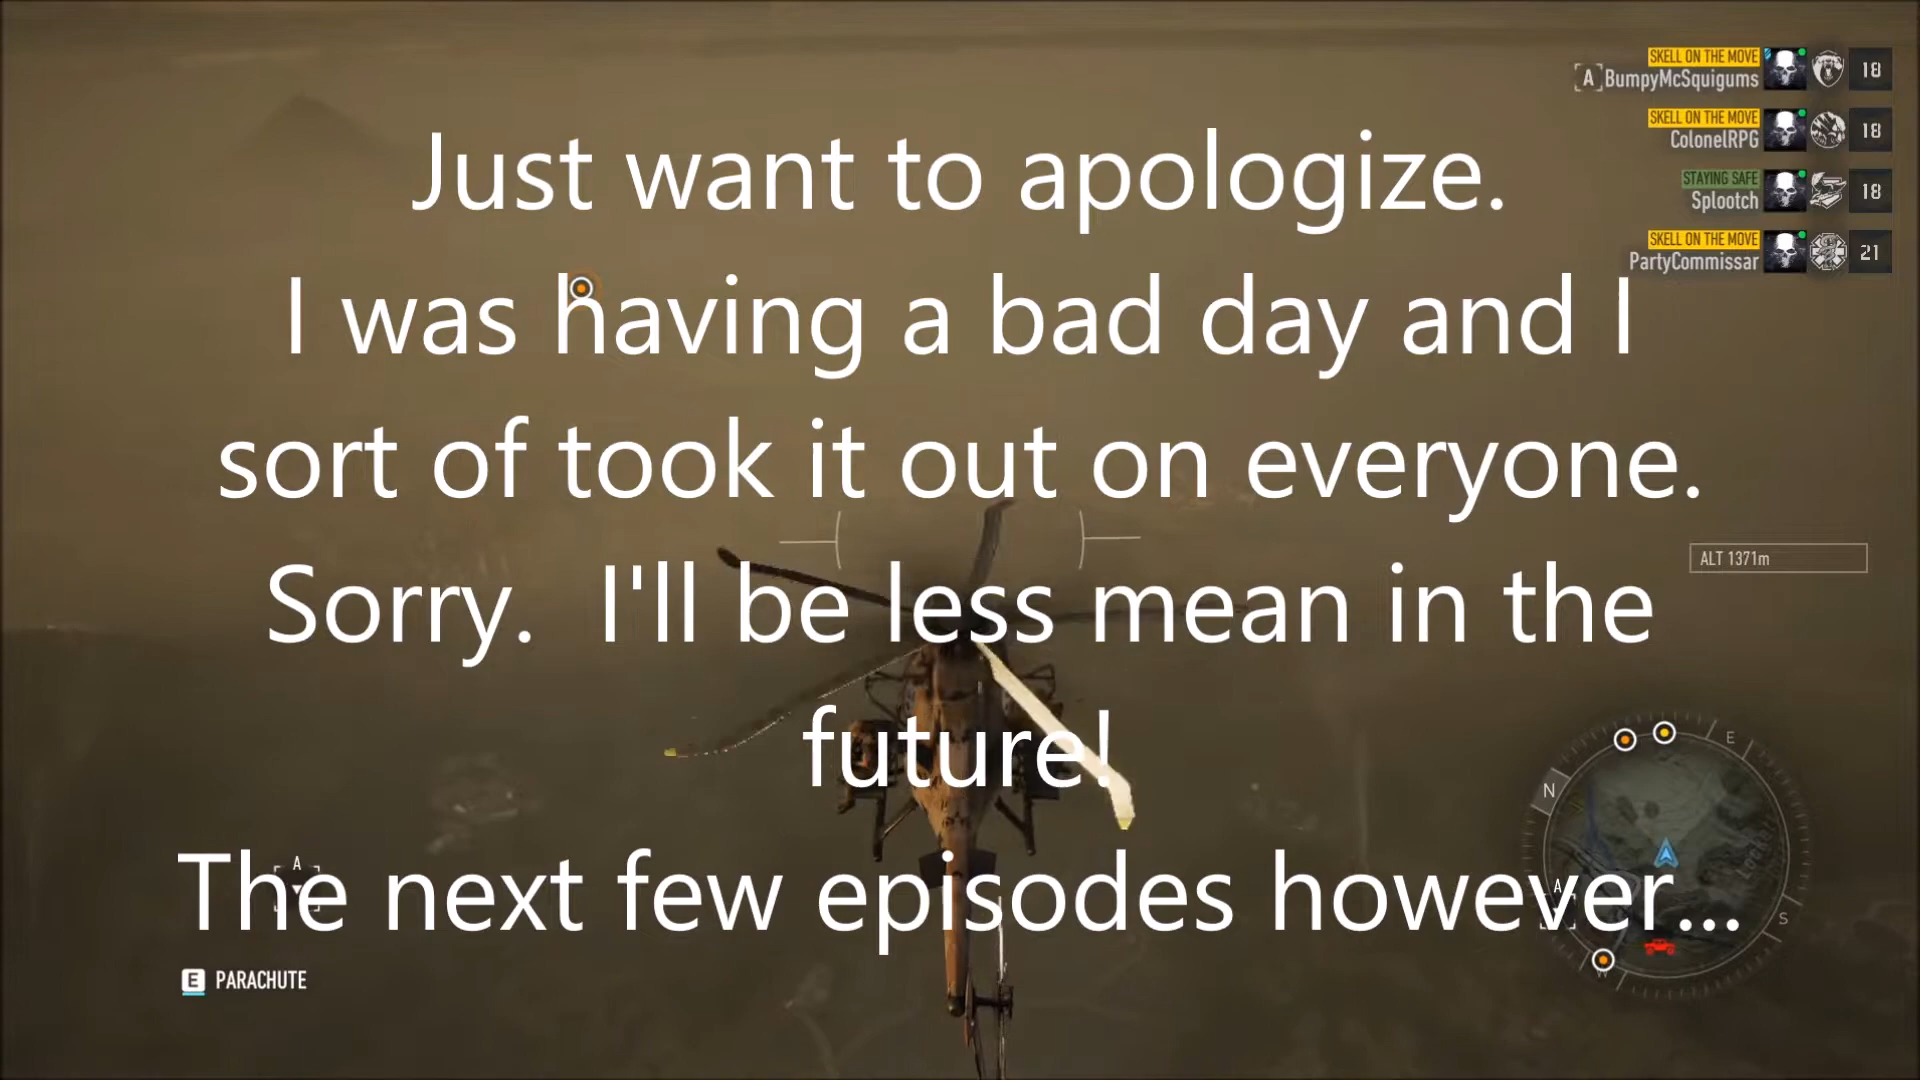 SKELL ON THE MOVE
[A] BumpyMcSquigums 18
SKELL ON THE MOVE
ColonelRPG 18
STAYING SAFE
Splootch 18
SKELL ON THE MOVE
PartyCommissar 21
Just want to apologize.
I was having a bad day and I
sort of took it out on everyone.
Sorry.  I'll be less mean in the
future!
The next few episodes however...
ALT 1371m
E
N
S
W
A
A
E PARACHUTE